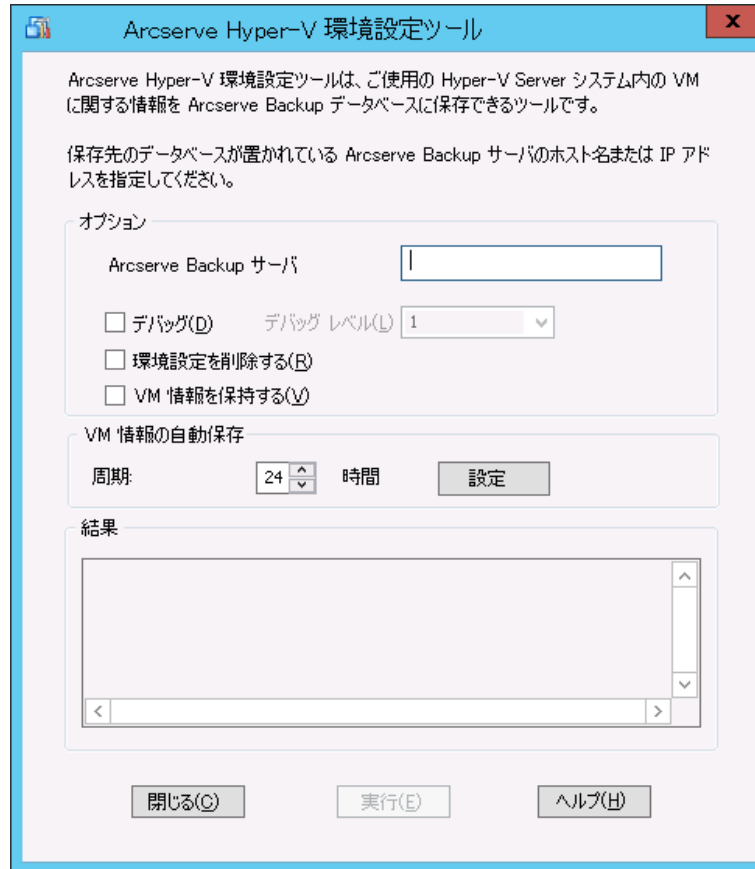 Arcserve Hyper-V 環境設定ツール
x
Arcserve Hyper-V 環境設定ツールは、ご使用の Hyper-V Server システム内の VM
に関する情報を Arcserve Backup データベースに保存できるツールです。
保存先のデータベースが置かれている Arcserve Backup サーバのホスト名または IP アド
レスを指定してください。
オプション
Arcserve Backup サーバ
デバッグ(D) デバッグ レベル(L) 1
環境設定を削除する(R)
VM 情報を保持する(V)
VM 情報の自動保存
周期: 24 時間 設定
結果
閉じる(C) 実行(E) ヘルプ(H)